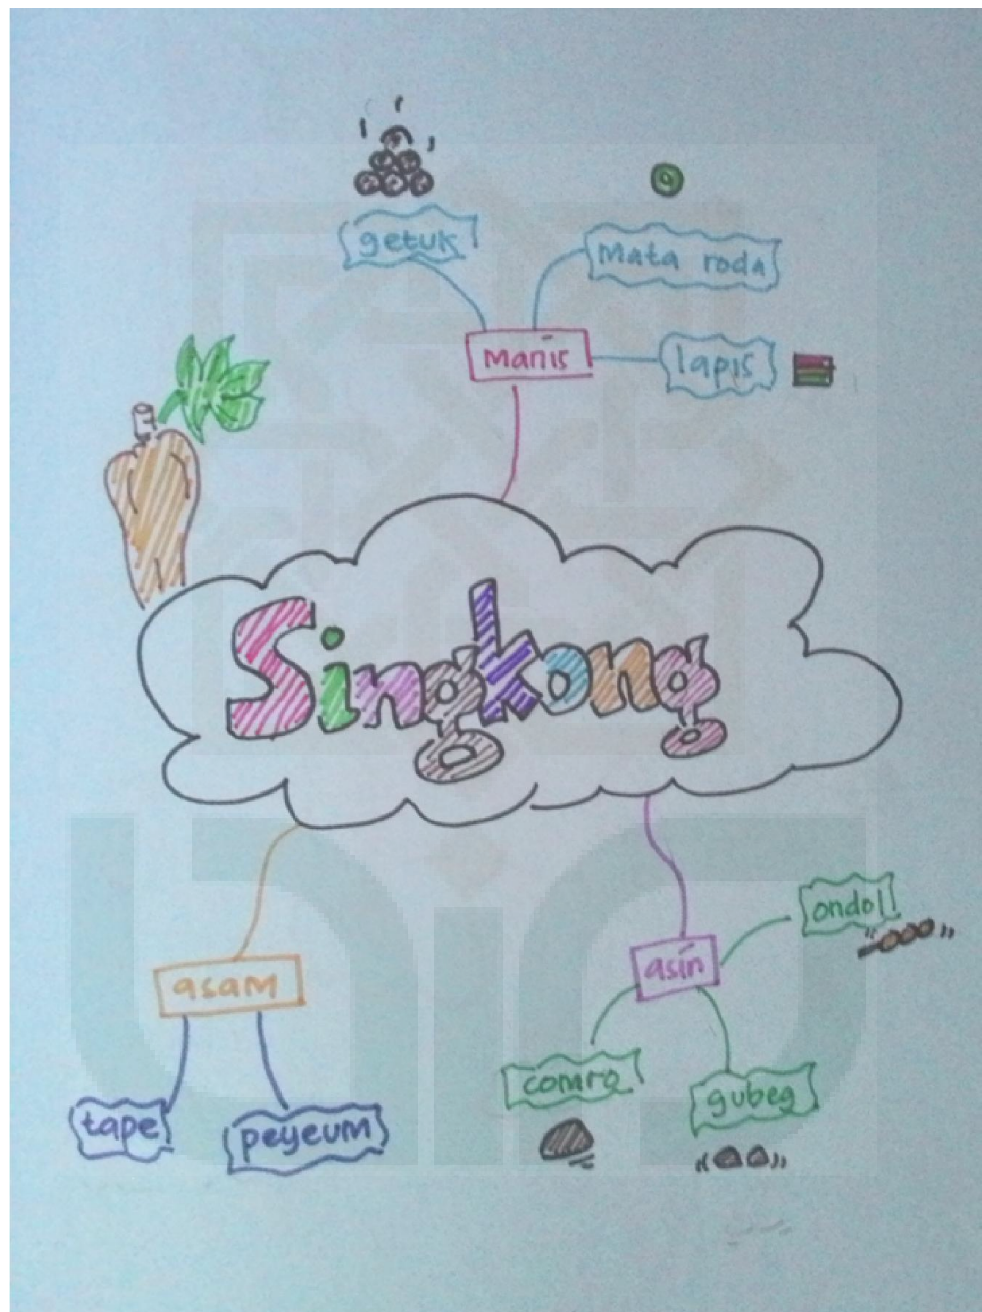 getuk
Mata roda
Manis
lapis
Singkong
ondol
asin
asam
comro
gubeg
tape
peyeum